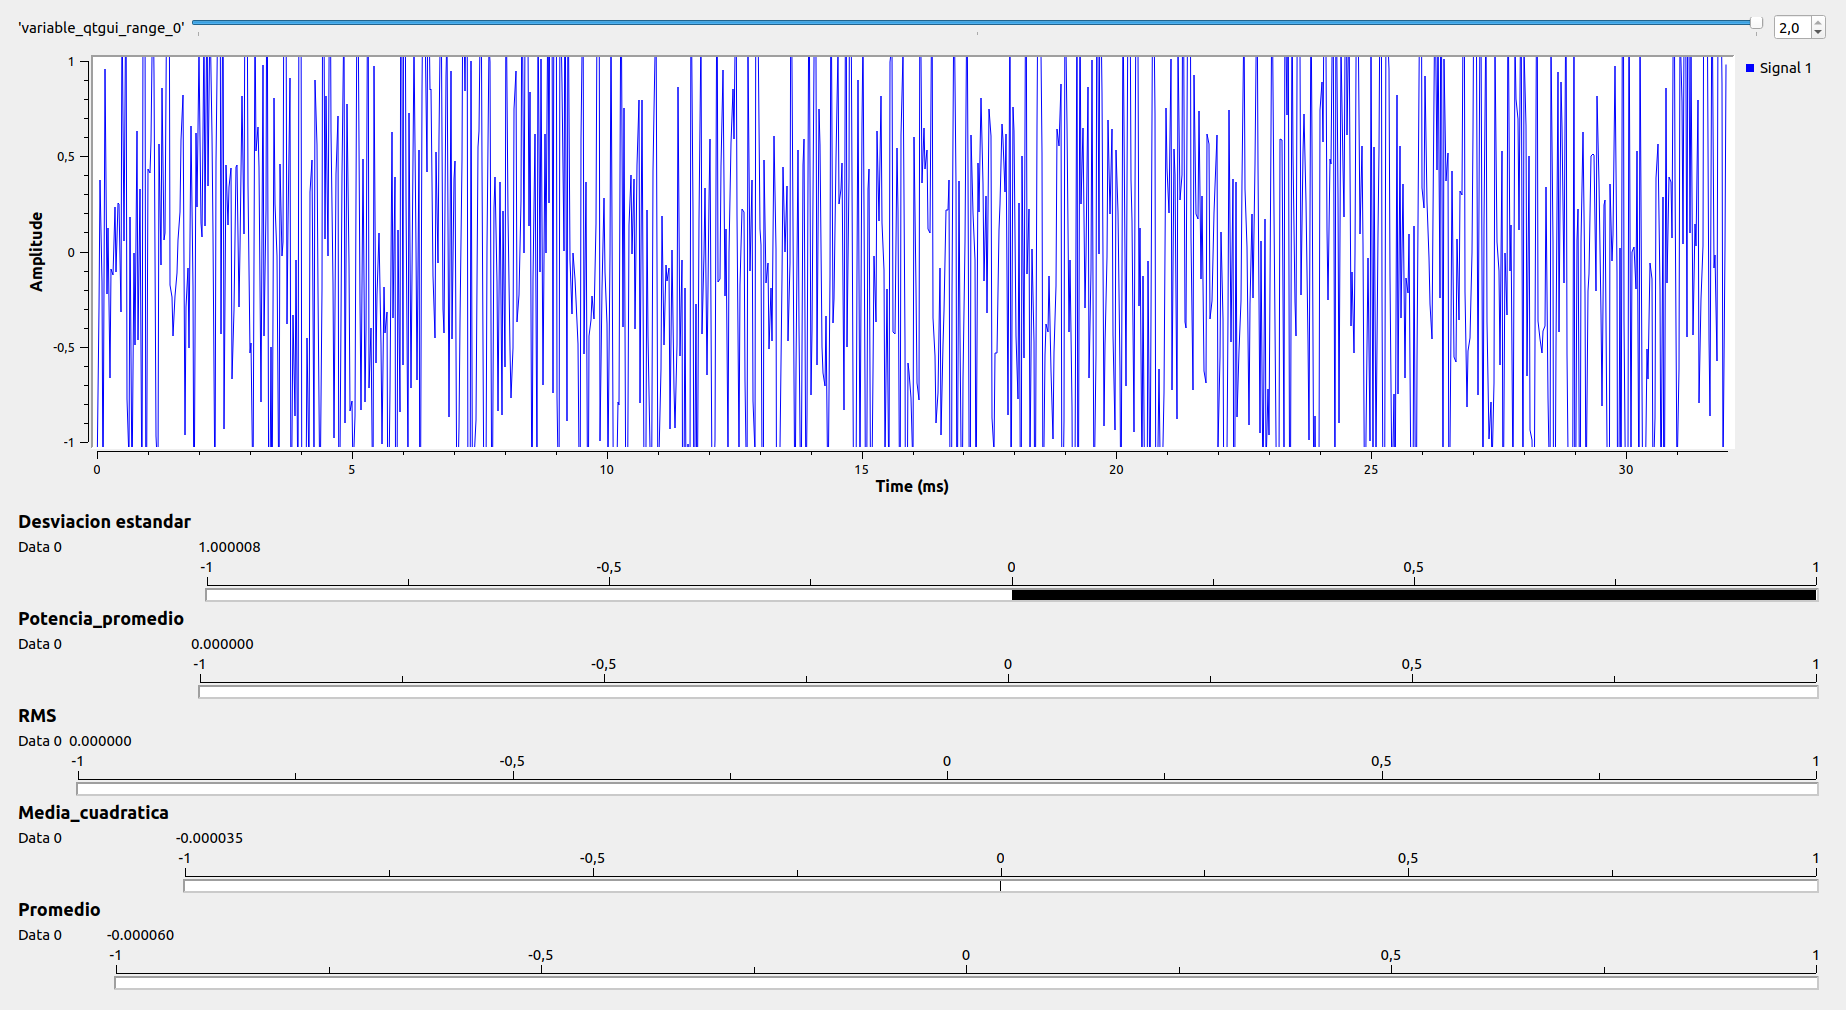 'variable_qtgui_range_0' 2,0
Signal 1
1
0,5
0
-0,5
-1
Amplitude
0 5 10 15 20 25 30
Time (ms)
Desviacion estandar
Data 0 1.000008
-1 -0,5 0 0,5 1
Potencia_promedio
Data 0 0.000000
-1 -0,5 0 0,5 1
RMS
Data 0 0.000000
-1 -0,5 0 0,5 1
Media_cuadratica
Data 0 -0.000035
-1 -0,5 0 0,5 1
Promedio
Data 0 -0.000060
-1 -0,5 0 0,5 1